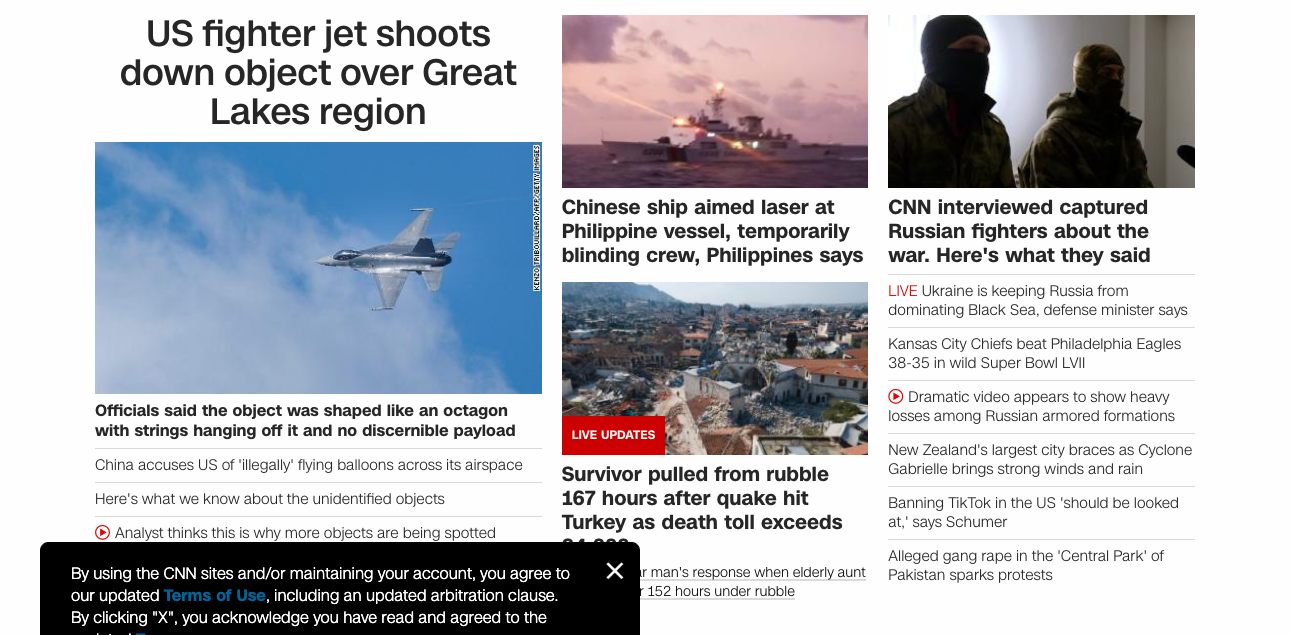 US fighter jet shoots
down object over Great
Lakes region
KENZO TRIBOUILLARD/AFP/GETTY IMAGES
Officials said the object was shaped like an octagon
with strings hanging off it and no discernible payload
China accuses US of 'illegally' flying balloons across its airspace
Here's what we know about the unidentified objects
Analyst thinks this is why more objects are being spotted
Chinese ship aimed laser at
Philippine vessel, temporarily
blinding crew, Philippines says
LIVE UPDATES
Survivor pulled from rubble
167 hours after quake hit
Turkey as death toll exceeds
man's response when elderly aunt
152 hours under rubble
CNN interviewed captured
Russian fighters about the
war. Here's what they said
LIVE Ukraine is keeping Russia from
dominating Black Sea, defense minister says
Kansas City Chiefs beat Philadelphia Eagles
38-35 in wild Super Bowl LVII
Dramatic video appears to show heavy
losses among Russian armored formations
New Zealand's largest city braces as Cyclone
Gabrielle brings strong winds and rain
Banning TikTok in the US 'should be looked
at,' says Schumer
Alleged gang rape in the 'Central Park' of
Pakistan sparks protests
By using the CNN sites and/or maintaining your account, you agree to
our updated Terms of Use, including an updated arbitration clause.
By clicking "X", you acknowledge you have read and agreed to the